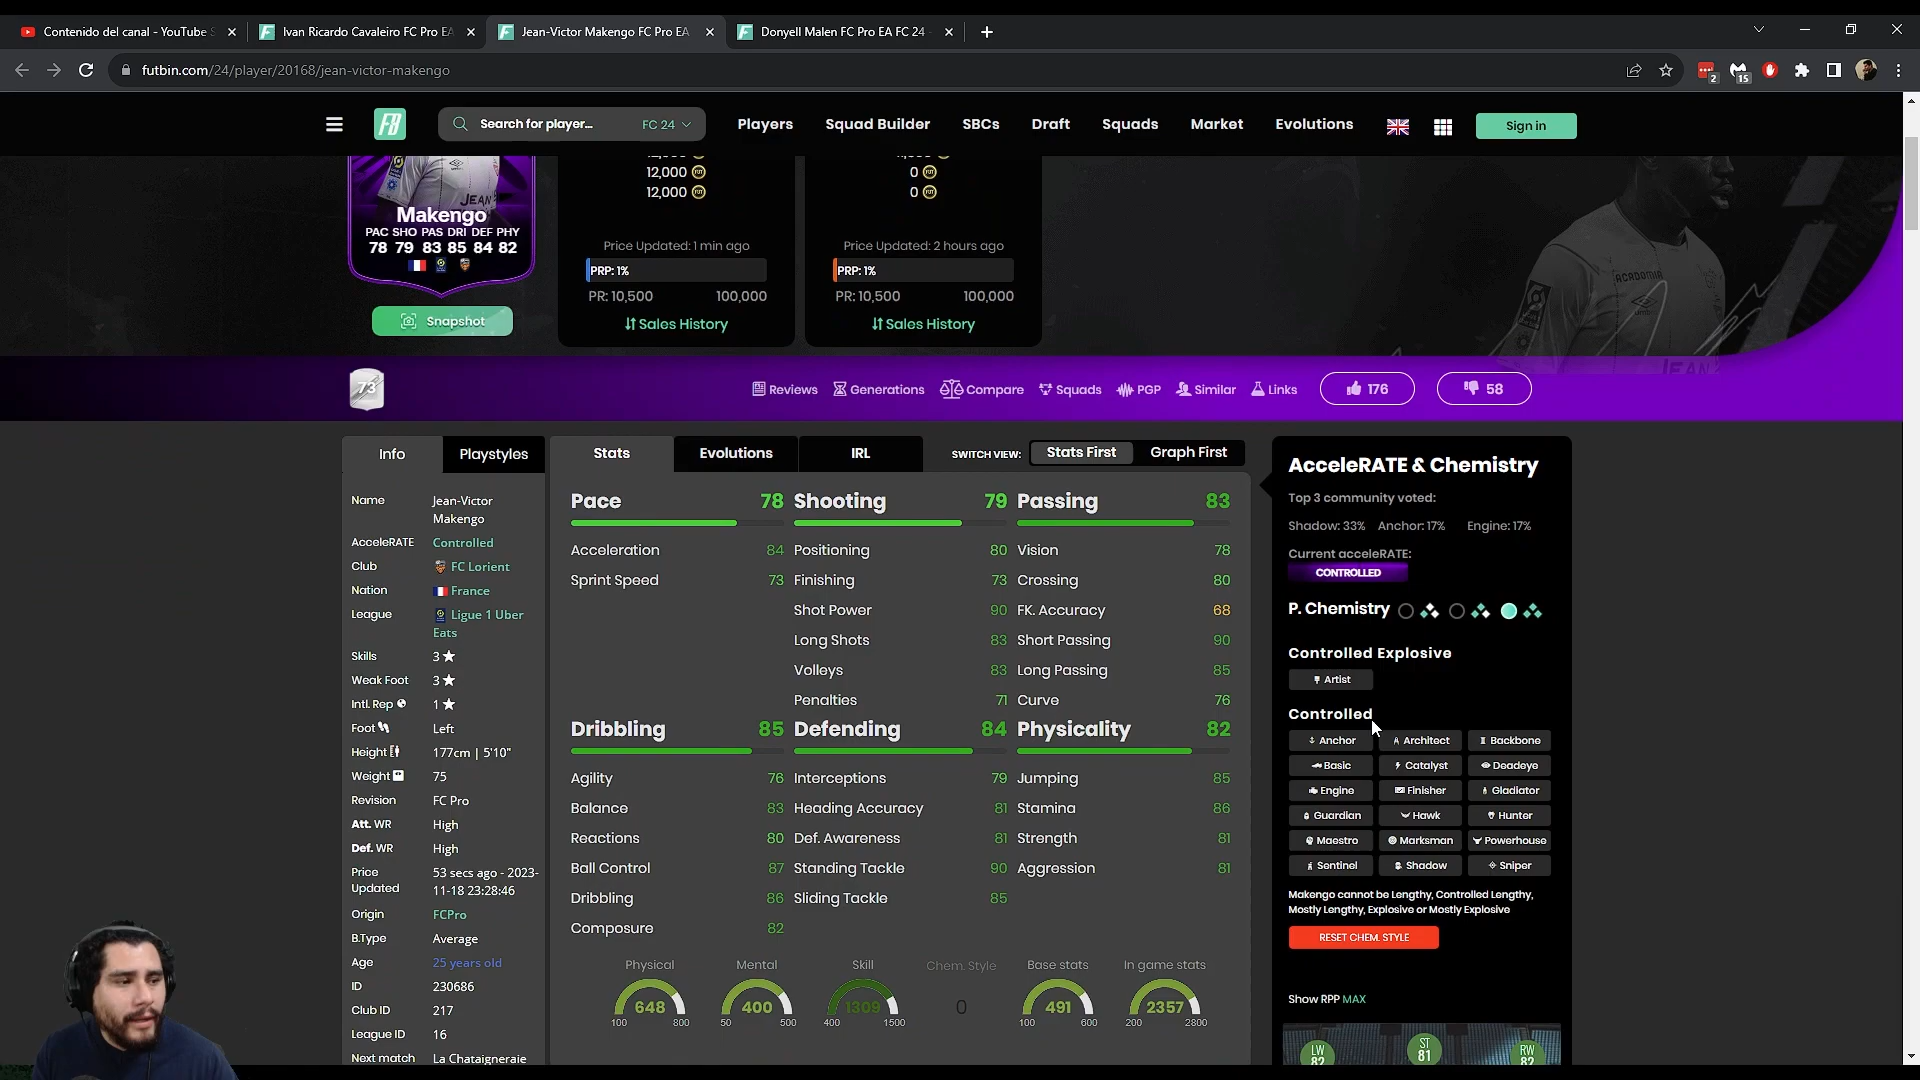 Contenido del canal - YouTube S
Ivan Ricardo Cavaleiro FC Pro EA
Jean-Victor Makengo FC Pro EA
Donyell Malen FC Pro EA FC 24 -
futbin.com/24/player/20168/jean-victor-makengo
2
15
FB
Search for player...
FC 24
Players
Squad Builder
SBCs
Draft
Squads
Market
Evolutions
Sign in
12,000
12,000
0
0
Makengo
PAC SHO PAS DRI DEF PHY
78 79 83 85 84 82
Snapshot
Price Updated: 1 min ago
PRP: 1%
PR: 10,500 100,000
Sales History
Price Updated: 2 hours ago
PRP: 1%
PR: 10,500 100,000
Sales History
73
Reviews
Generations
Compare
Squads
PGP
Similar
Links
176
58
Info
Playstyles
Name Jean-Victor
Makengo
AcceleRATE Controlled
Club FC Lorient
Nation France
League Ligue 1 Uber
Eats
Skills 3
Weak Foot 3
Intl. Rep 1
Foot Left
Height 177cm | 5'10"
Weight 75
Revision FC Pro
Att. WR High
Def. WR High
Price
Updated
53 secs ago - 2023-
11-18 23:28:46
Origin FCPro
B.Type Average
Age 25 years old
ID 230686
Club ID 217
League ID 16
Next match La Chataigneraie
Stats
Evolutions
IRL
SWITCH VIEW:
Stats First
Graph First
Pace 78
Acceleration 84
Sprint Speed 73
Shooting 79
Positioning 80
Finishing 73
Shot Power 90
Long Shots 83
Volleys 83
Penalties 71
Passing 83
Vision 78
Crossing 80
FK. Accuracy 68
Short Passing 90
Long Passing 85
Curve 76
Dribbling 85
Agility 76
Balance 83
Reactions 80
Ball Control 87
Dribbling 86
Composure 82
Defending 84
Interceptions 79
Heading Accuracy 81
Def. Awareness 81
Standing Tackle 90
Sliding Tackle 85
Physicality 82
Jumping 85
Stamina 86
Strength 81
Aggression 81
Physical
648
100 800
Mental
400
50 500
Skill
1309
400 1500
Chem. Style
0
Base stats
491
100 600
In game stats
2357
200 2800
AcceleRATE & Chemistry
Top 3 community voted:
Shadow: 33% Anchor: 17% Engine: 17%
Current acceleRATE:
CONTROLLED
P. Chemistry
Controlled Explosive
Artist
Controlled
Anchor Architect Backbone
Basic Catalyst Deadeye
Engine Finisher Gladiator
Guardian Hawk Hunter
Maestro Marksman Powerhouse
Sentinel Shadow Sniper
Makengo cannot be Lengthy, Controlled Lengthy,
Mostly Lengthy, Explosive or Mostly Explosive
RESET CHEM. STYLE
Show RPP MAX
LW
82
ST
81
RW
82